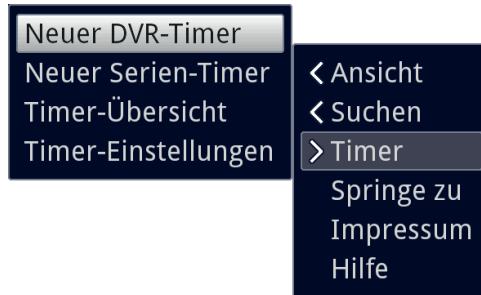 Neuer DVR-Timer
Neuer Serien-Timer
Timer-Übersicht
Timer-Einstellungen
Ansicht
Suchen
Timer
Springe zu
Impressum
Hilfe